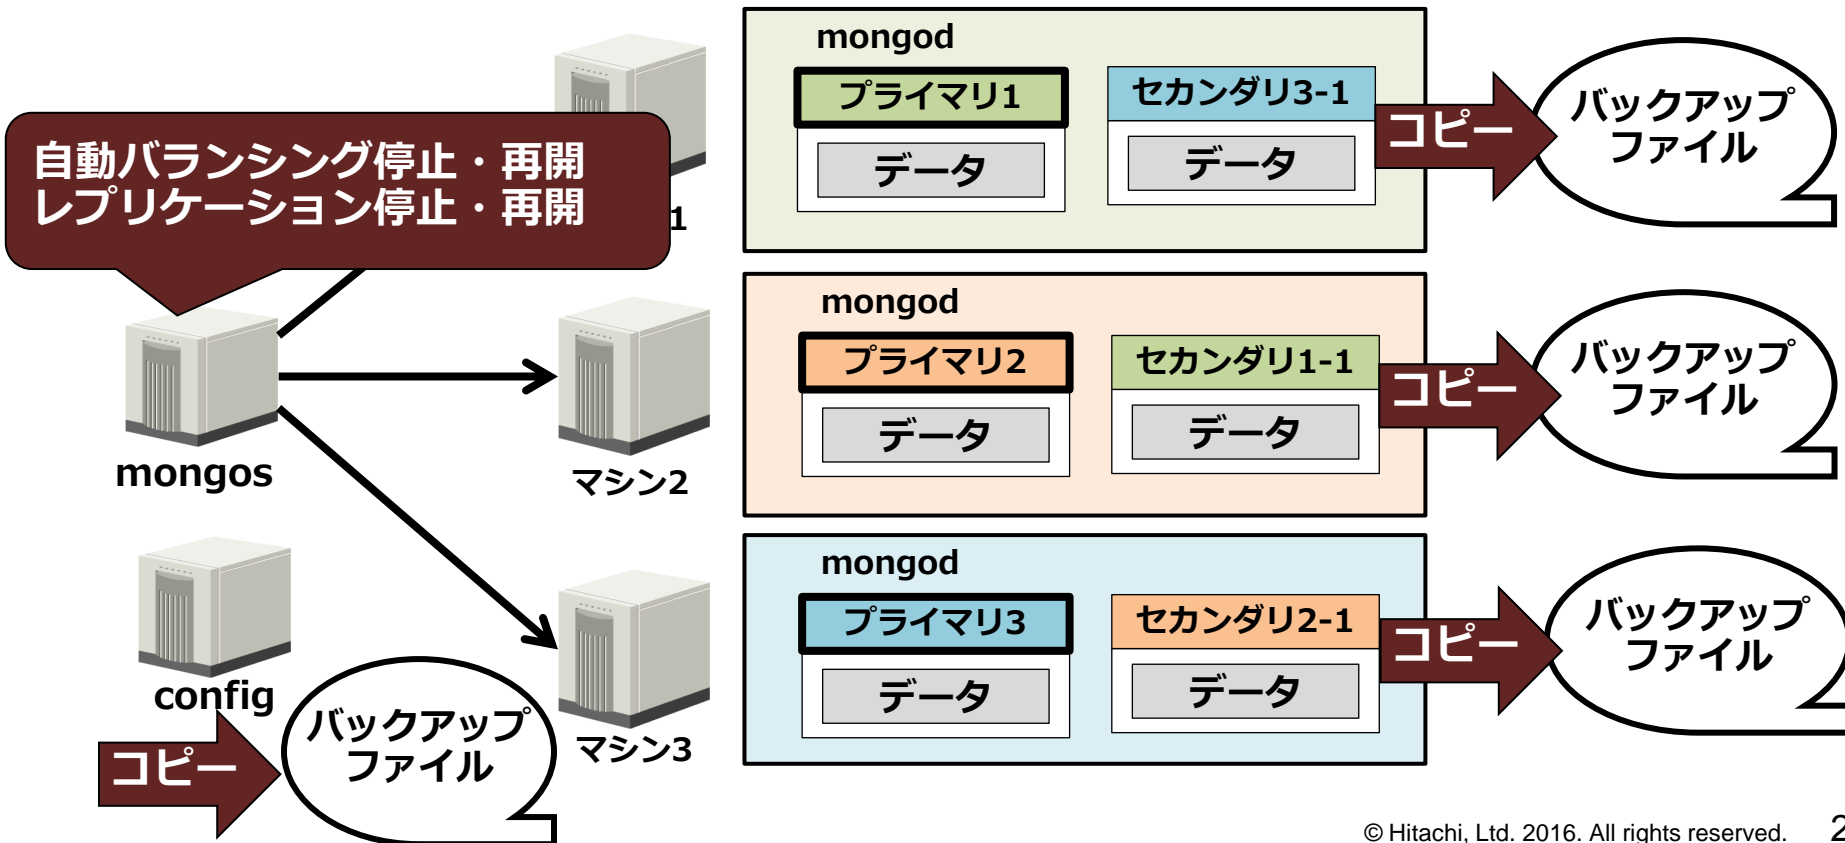 mongod
プライマリ1
セカンダリ3-1
データ
データ
コピー
バックアップ
ファイル
自動バランシング停止・再開
レプリケーション停止・再開
1
mongod
プライマリ2
セカンダリ1-1
データ
データ
コピー
バックアップ
ファイル
mongos
マシン2
mongod
プライマリ3
セカンダリ2-1
データ
データ
コピー
バックアップ
ファイル
config
コピー
バックアップ
ファイル
マシン3
© Hitachi, Ltd. 2016. All rights reserved.
2